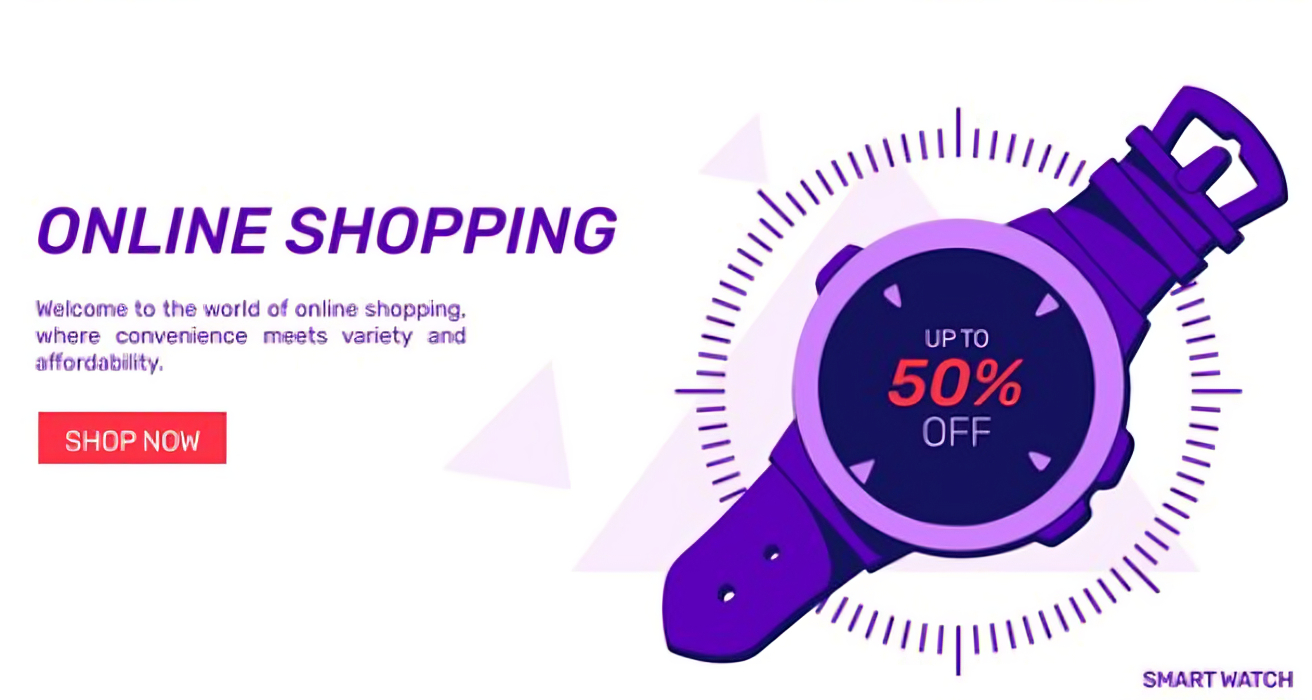 ONLINE SHOPPING
Welcome to the world of online shopping,
where convenience meets variety and
affordability.
SHOP NOW
UP TO
50%
OFF
SMART WATCH